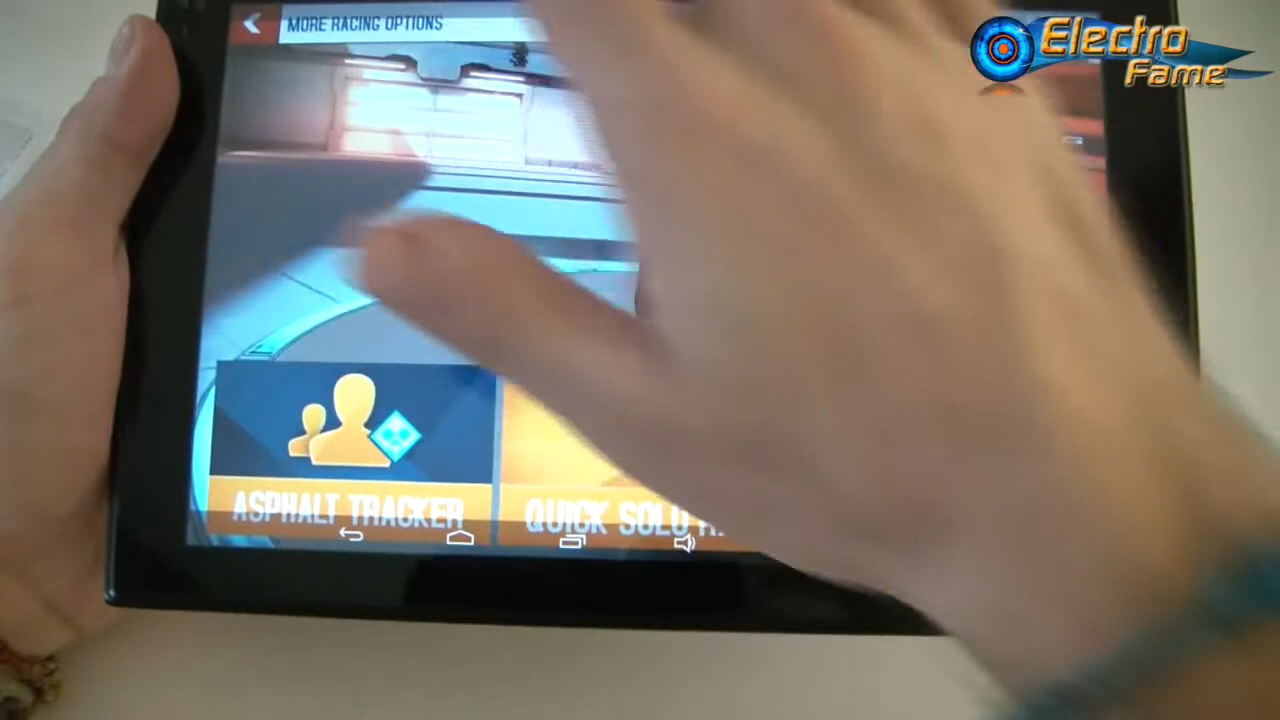 MORE RACING OPTIONS
Electro
Fame
ASPHALT TRACKER
QUICK SOLO